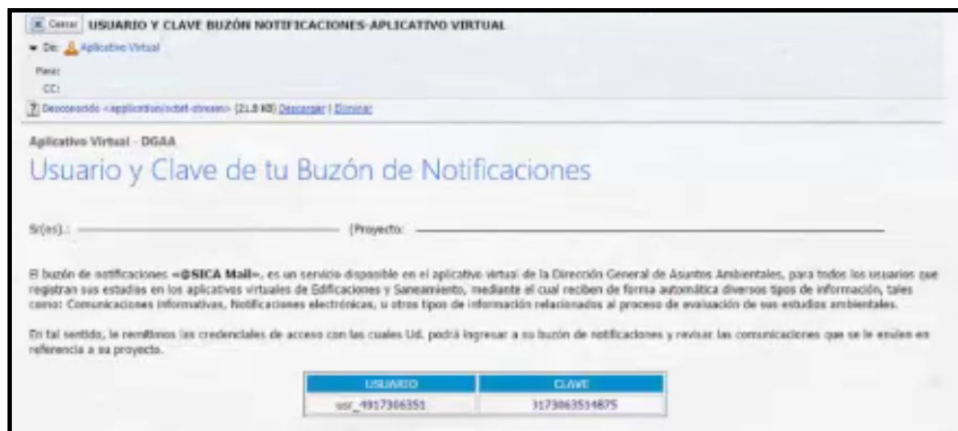 Cerrar USUARIO Y CLAVE BUZÓN NOTIFICACIONES-APLICATIVO VIRTUAL
De: Aplicativo Virtual
Para:
CC:
Desconocido <application/octet-stream> (21.8 KB) Descargar | Eliminar
Aplicativo Virtual - DGAA
Usuario y Clave de tu Buzón de Notificaciones
Sr(es).: (Proyecto:
El buzón de notificaciones «@SICA Mail», es un servicio disponible en el aplicativo virtual de la Dirección General de Asuntos Ambientales, para todos los usuarios que
registran sus estudios en los aplicativos virtuales de Edificaciones y Saneamiento, mediante el cual reciben de forma automática diversos tipos de información, tales
como: Comunicaciones informativas, Notificaciones electrónicas, u otros tipos de información relacionados al proceso de evaluación de sus estudios ambientales.
En tal sentido, le remitimos las credenciales de acceso con las cuales Ud. podrá ingresar a su buzón de notificaciones y revisar las comunicaciones que se le envíen en
referencia a su proyecto.
USUARIO CLAVE
usr_4917306351 3173063514875